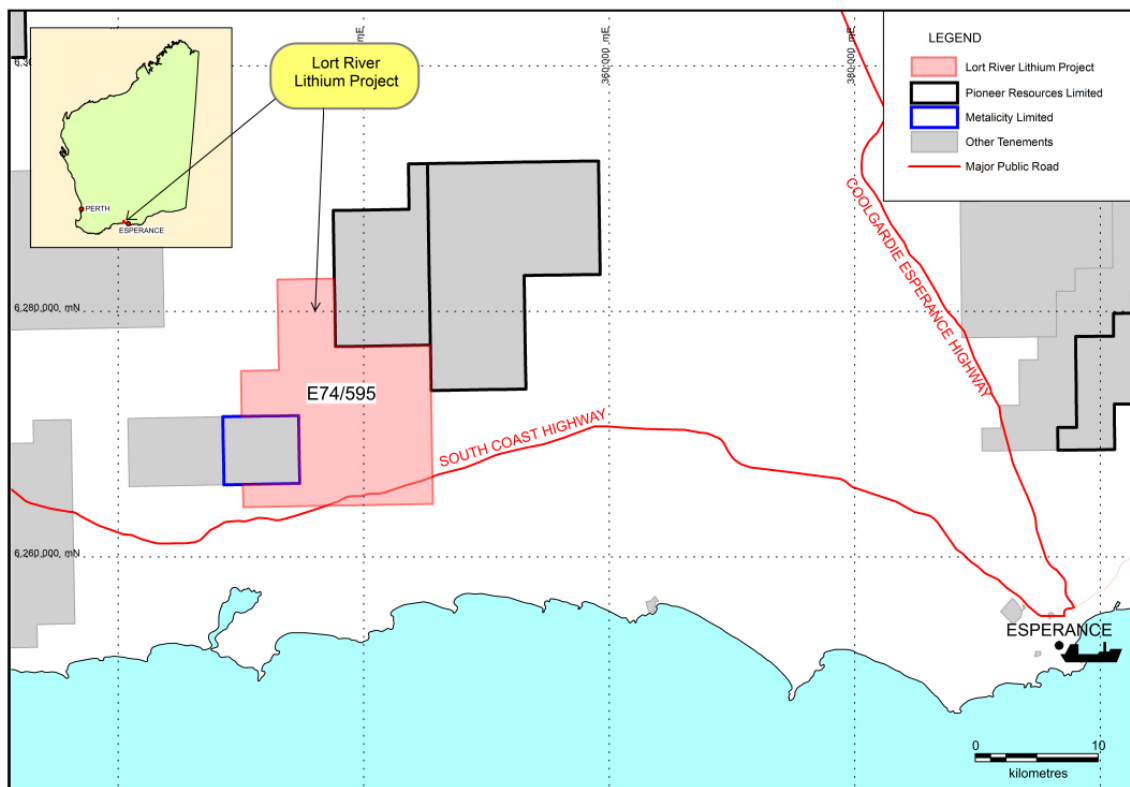 Lort River
Lithium Project
PERTH
ESPERANCE
mE,
360,000 mE,
380,000 mE,
LEGEND
Lort River Lithium Project
Pioneer Resources Limited
Metalicity Limited
Other Tenements
Major Public Road
COOLGARDIE ESPERANCE HIGHWAY
6,280,000, mN
E74/595
SOUTH COAST HIGHWAY
6,260,000, mN
ESPERANCE
0 10
kilometres